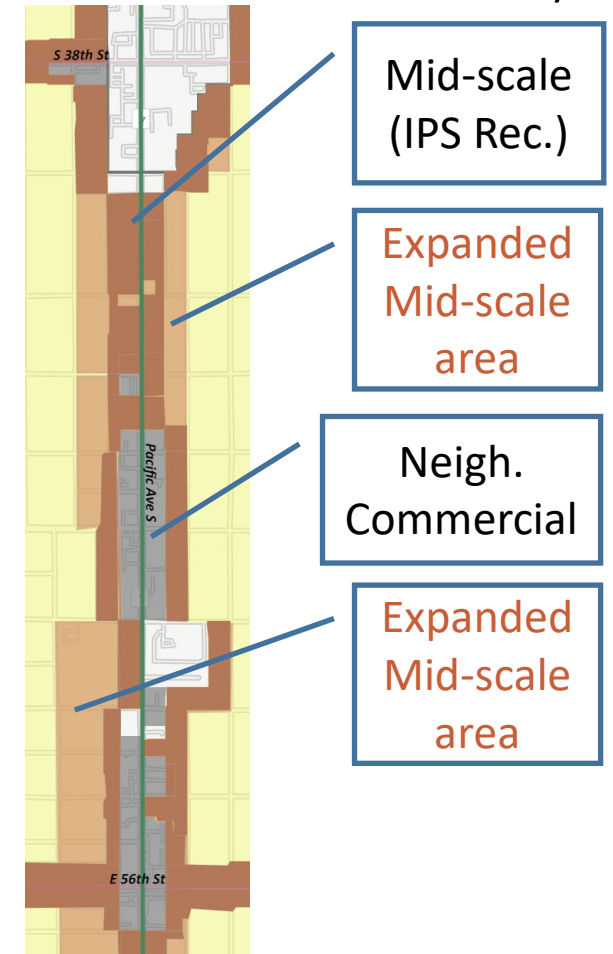 S 38th St
Mid-scale
(IPS Rec.)
Expanded
Mid-scale
area
Pacific Ave S
Neigh.
Commercial
Expanded
Mid-scale
area
E 56th St